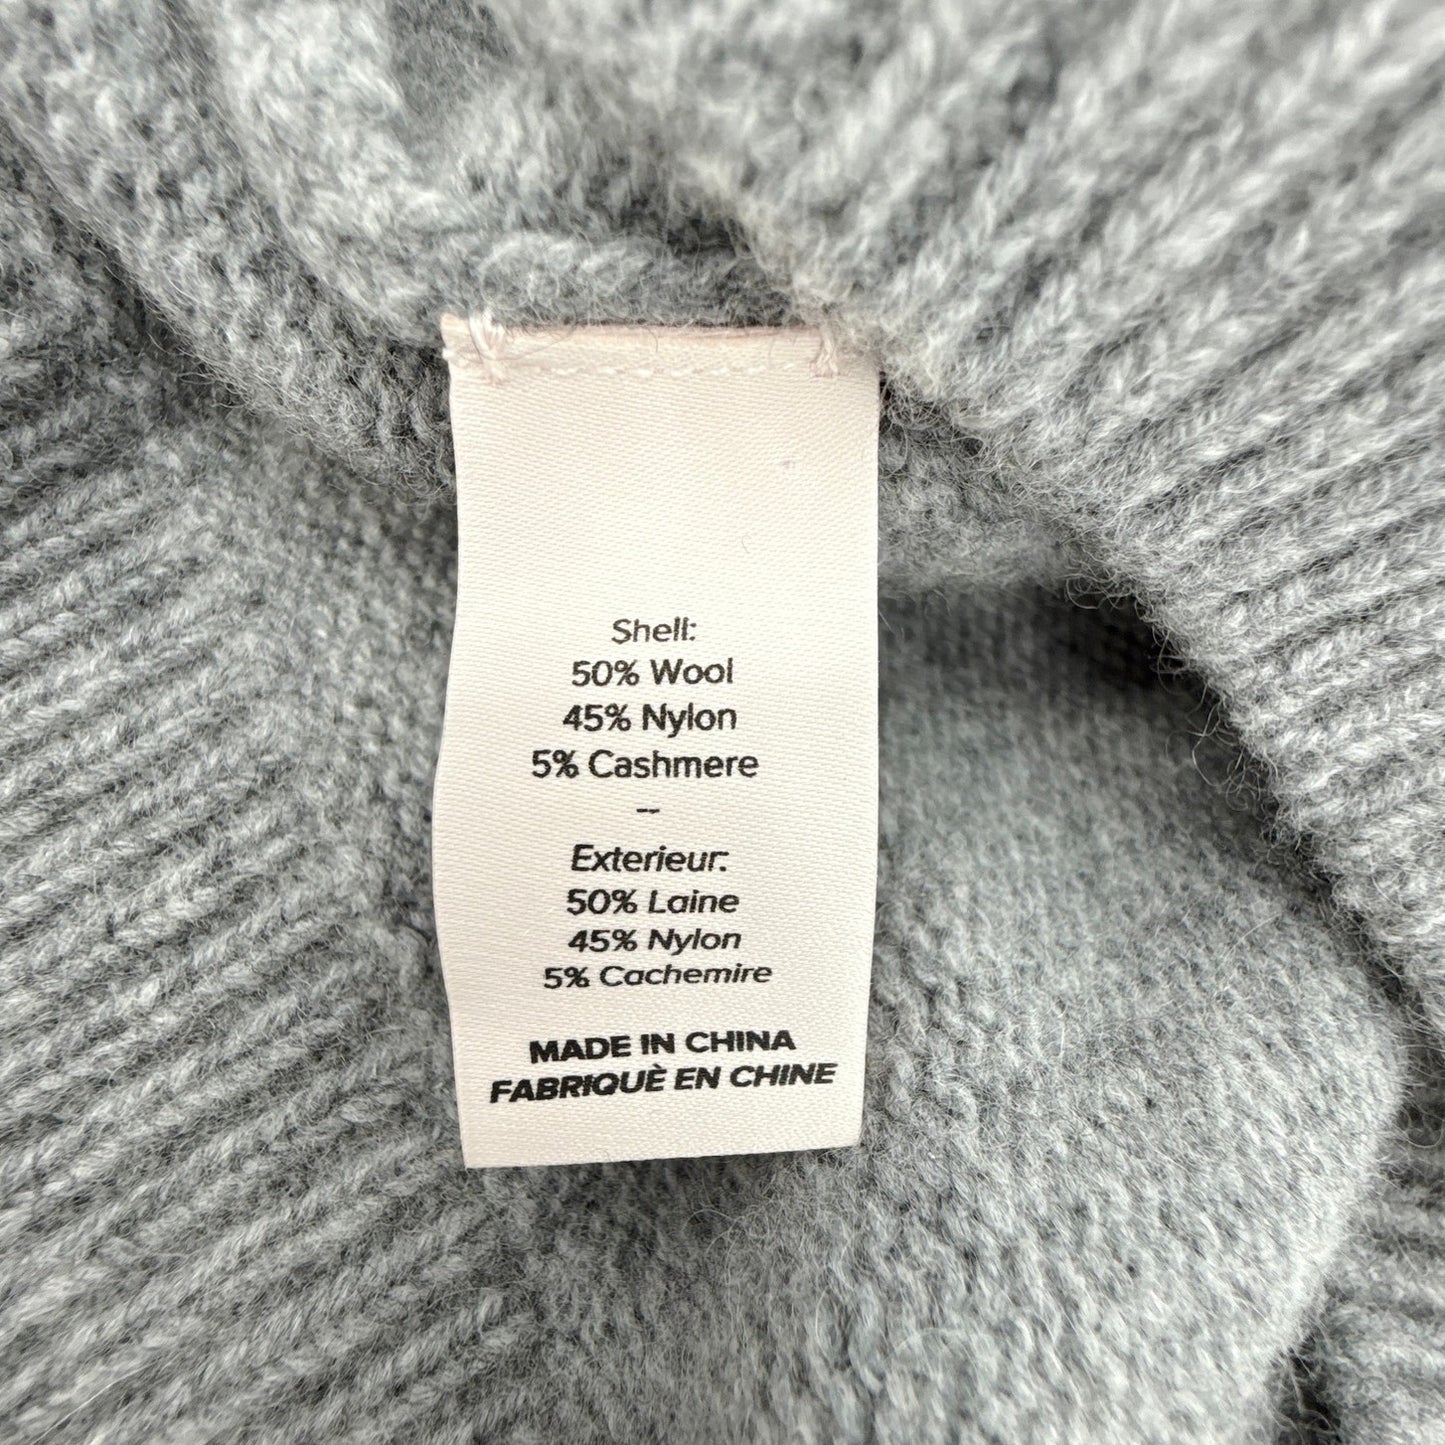 Shell:
50% Wool
45% Nylon
5% Cashmere
--
Exterieur:
50% Laine
45% Nylon
5% Cachemire
MADE IN CHINA
FABRIQUÈ EN CHINE